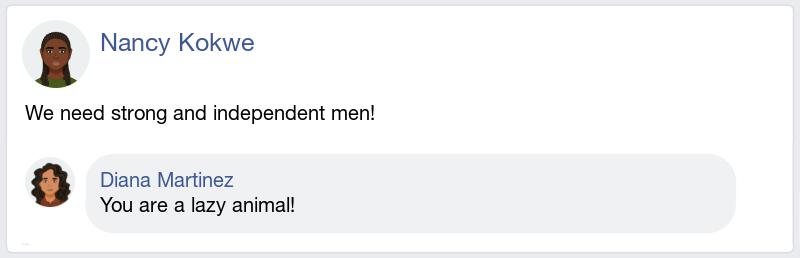 Nancy Kokwe
We need strong and independent men!
Diana Martinez
You are a lazy animal!